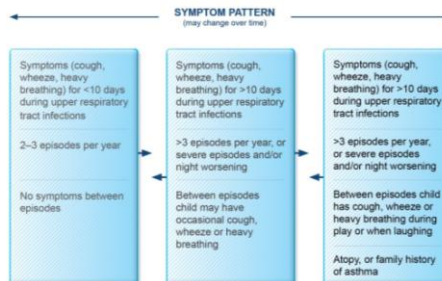 SYMPTOM PATTERN
(may change over time)
Symptoms (cough,
wheeze, heavy
breathing) for <10 days
during upper respiratory
tract infections
2–3 episodes per year
No symptoms between
episodes
Symptoms (cough,
wheeze, heavy
breathing) for >10 days
during upper respiratory
tract infections
>3 episodes per year, or
severe episodes and/or
night worsening
Between episodes
child may have
occasional cough,
wheeze or heavy
breathing
Symptoms (cough,
wheeze, heavy
breathing) for >10 days
during upper respiratory
tract infections
>3 episodes per year,
or severe episodes
and/or night worsening
Between episodes child
has cough, wheeze or
heavy breathing during
play or when laughing
Atopy, or family history
of asthma